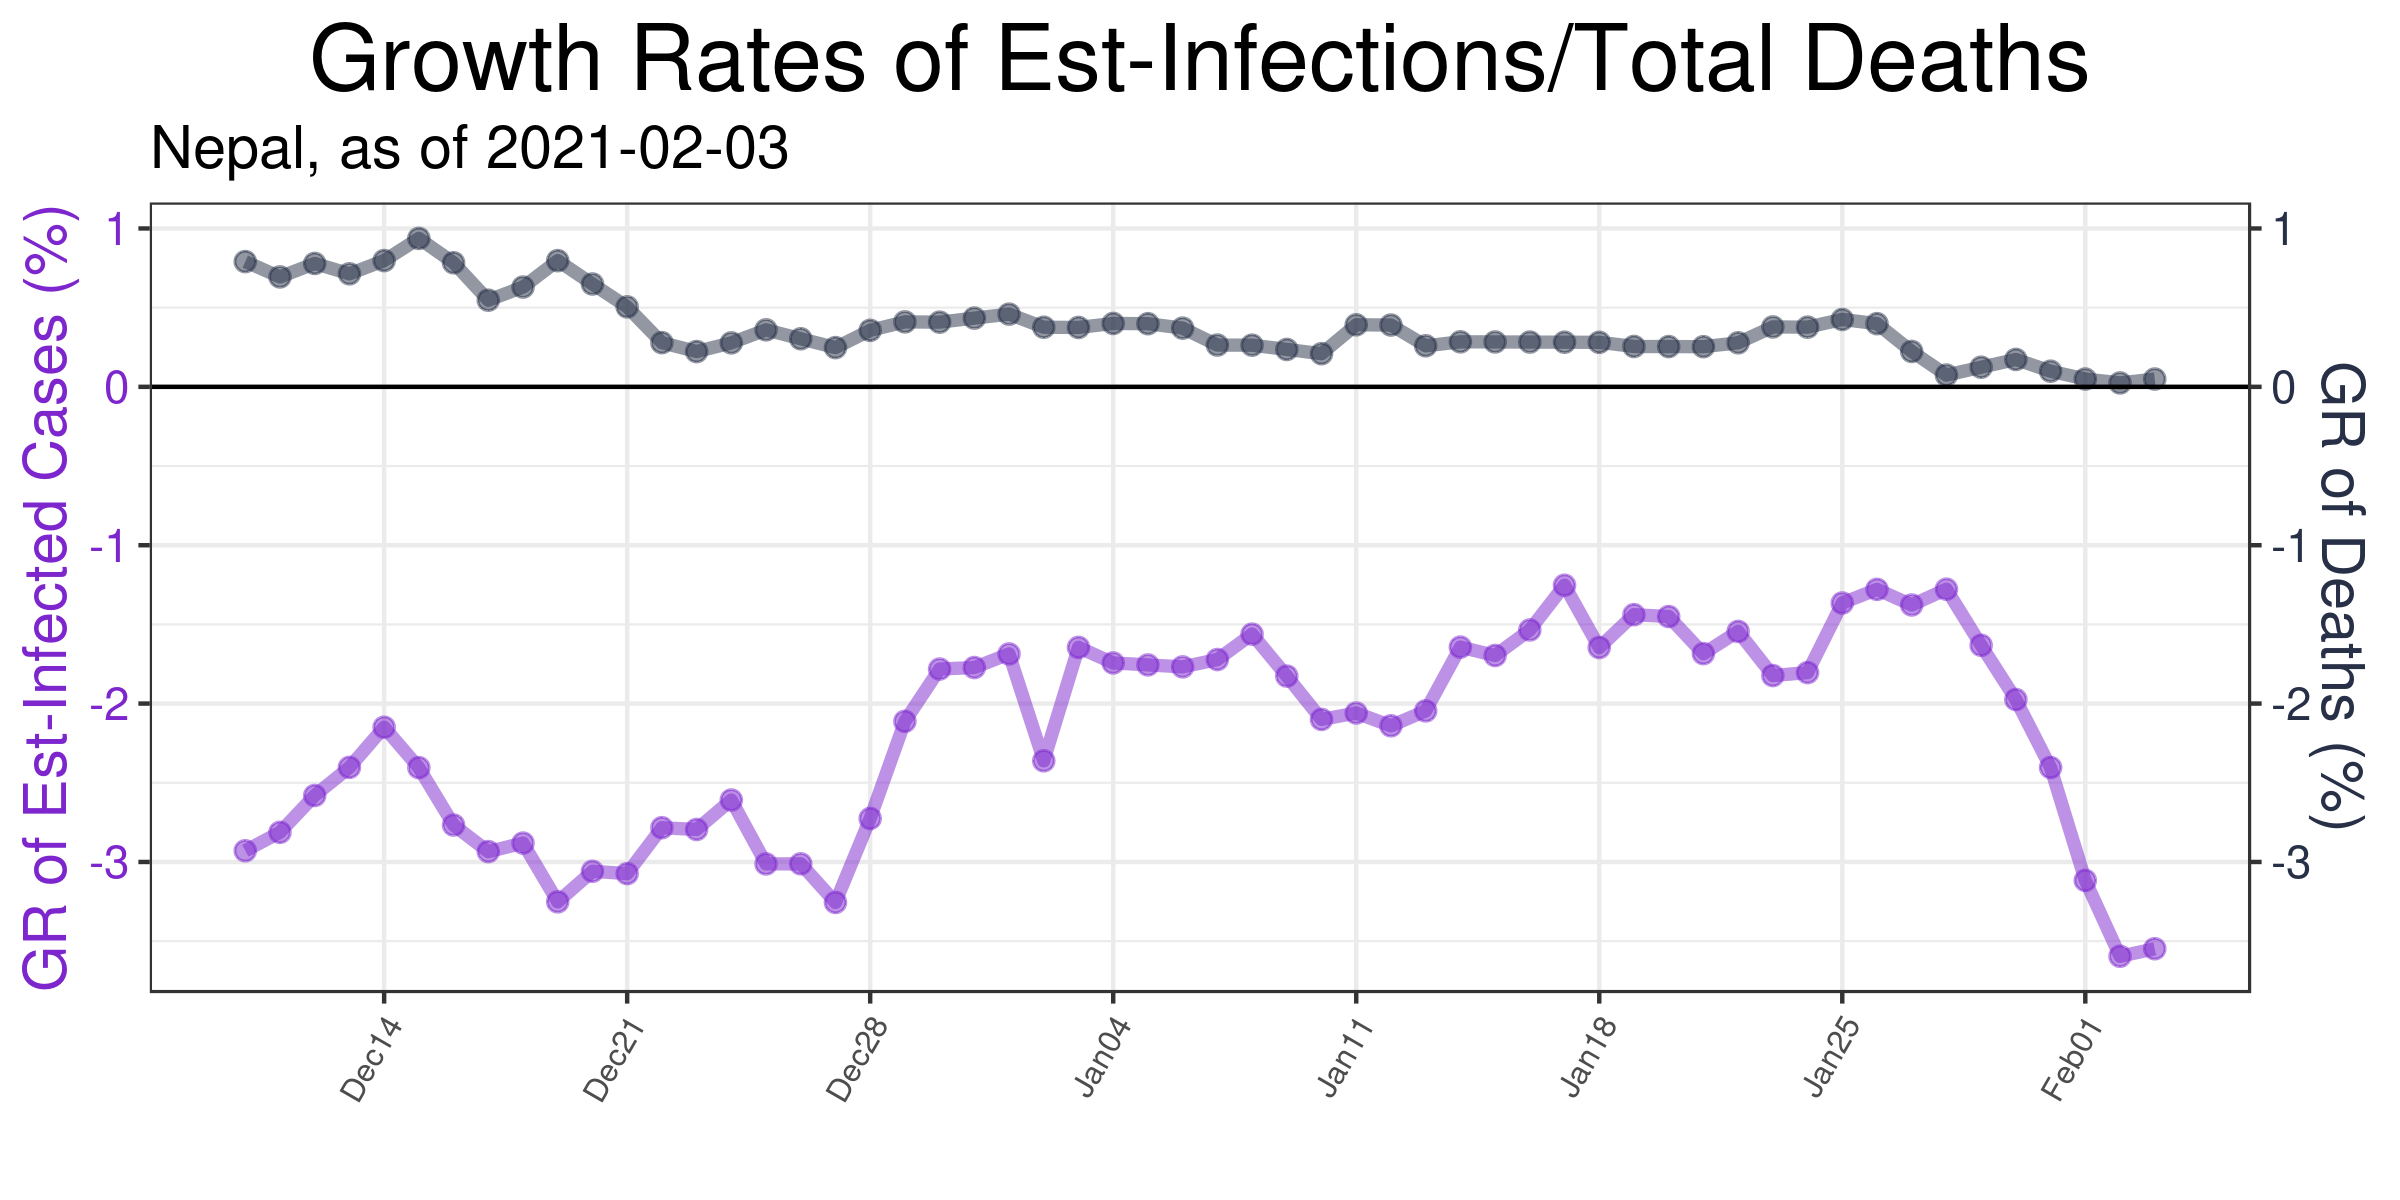 Growth Rates of Est-Infections/Total Deaths
Nepal, as of 2021-02-03
GR of Est-Infected Cases (%)
1
0
-1
-2
-3
1
0
-1
-2
-3
GR of Deaths (%)
Dec14
Dec21
Dec28
Jan04
Jan11
Jan18
Jan25
Feb01